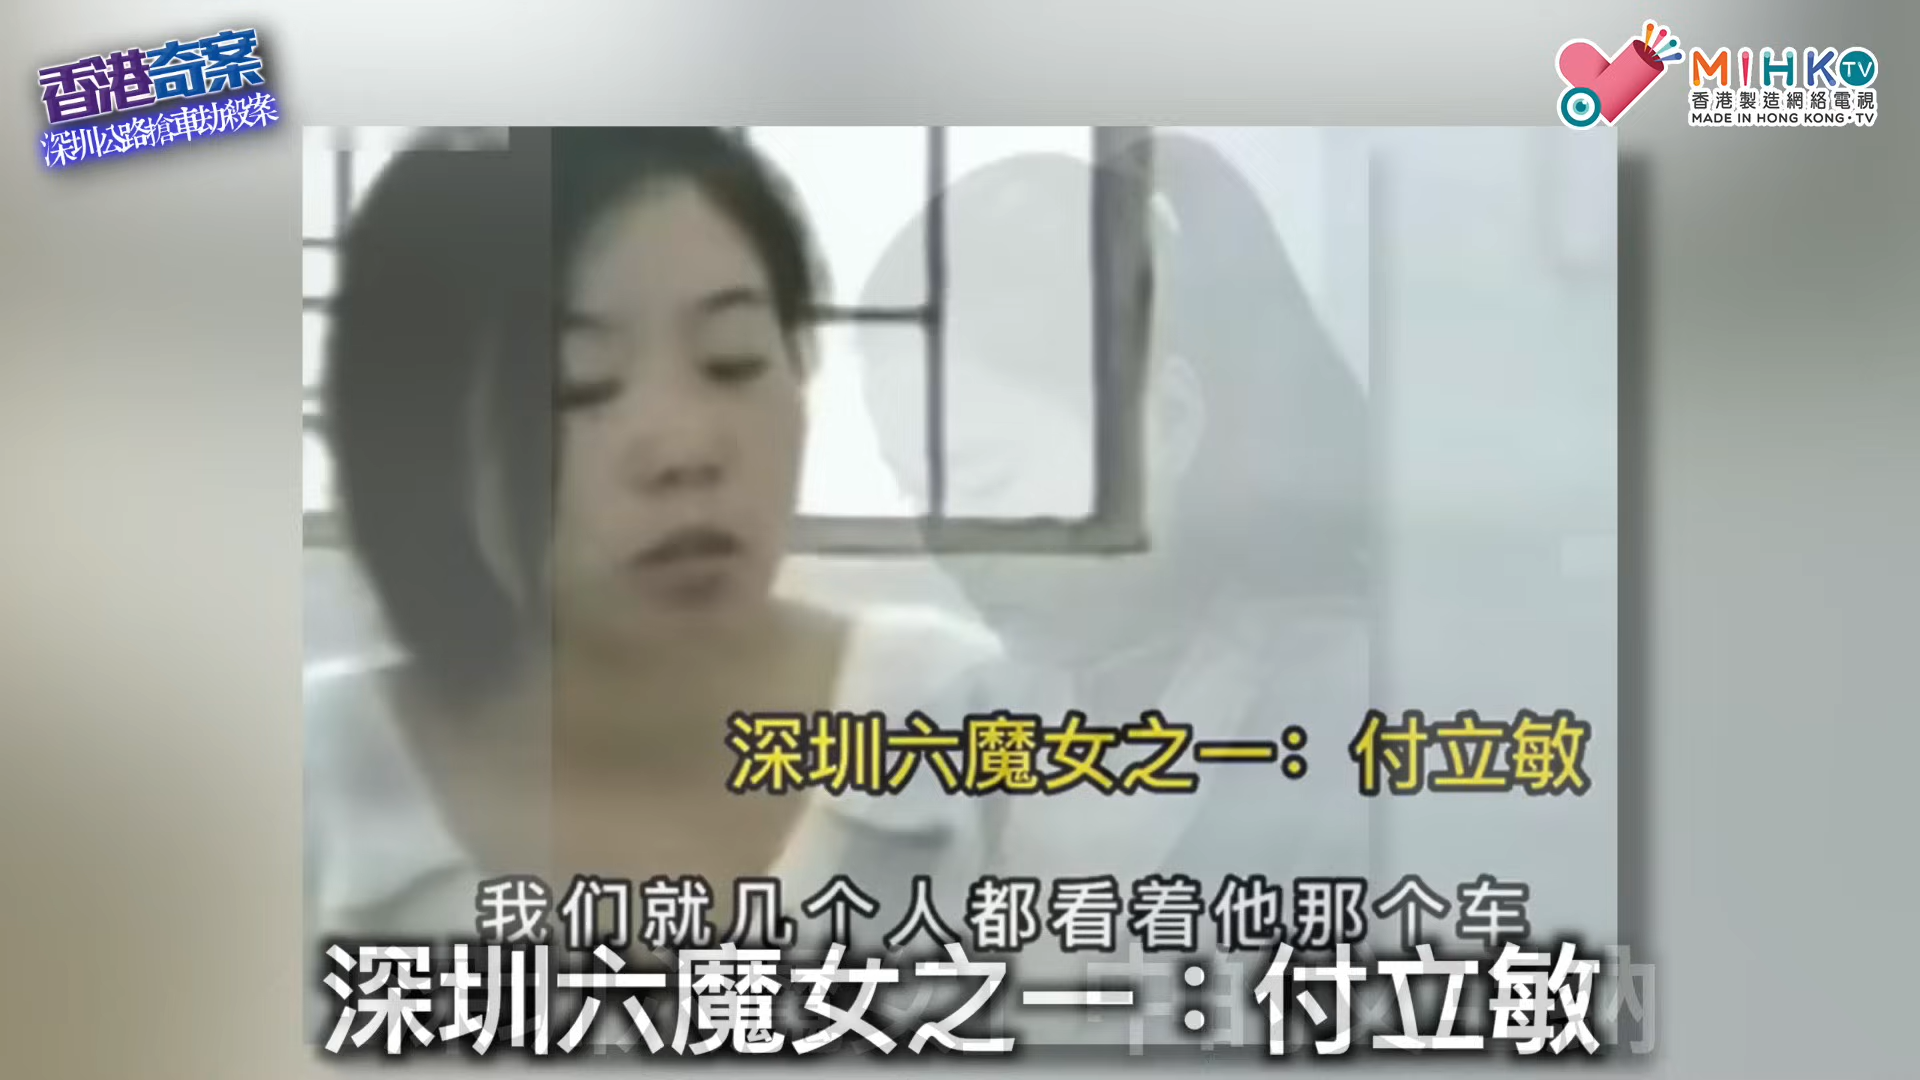 香港奇案
深圳公路搶車劫殺案
MIHK TV
香港製造網絡電視
MADE IN HONG KONG · TV
深圳六魔女之一：付立敏
我们就几个人都看着他那个车
深圳六魔女之一：付立敏